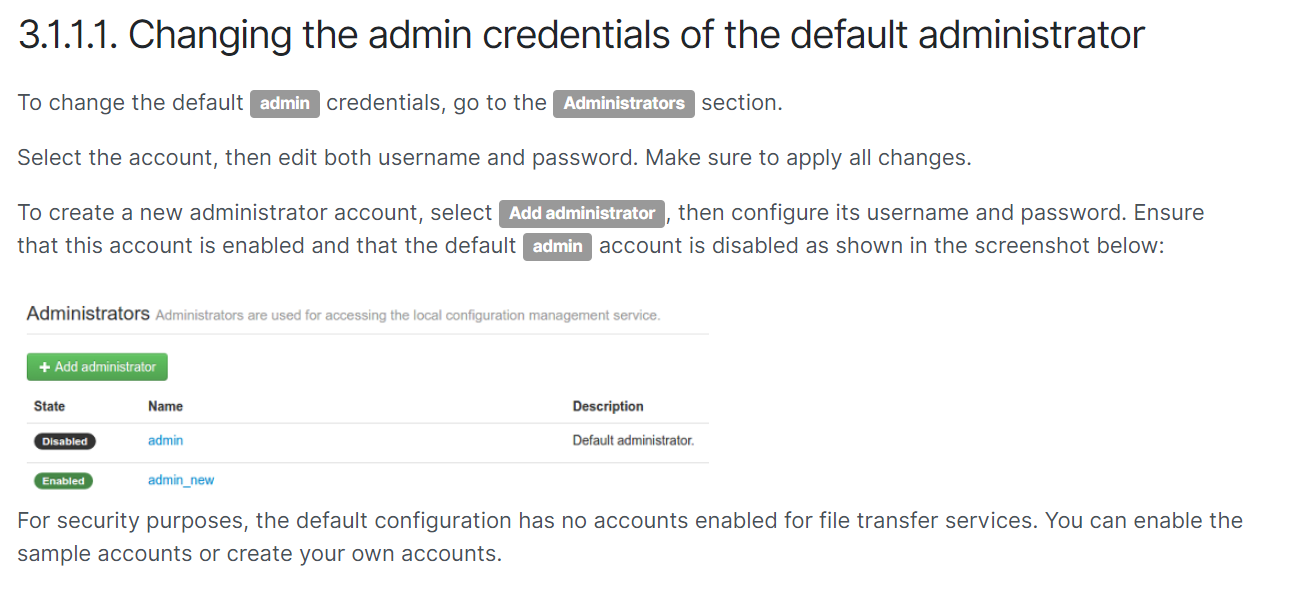 3.1.1.1. Changing the admin credentials of the default administrator
To change the default admin credentials, go to the Administrators section.
Select the account, then edit both username and password. Make sure to apply all changes.
To create a new administrator account, select Add administrator, then configure its username and password. Ensure
that this account is enabled and that the default admin account is disabled as shown in the screenshot below:
Administrators Administrators are used for accessing the local configuration management service.
+ Add administrator
State Name Description
Disabled admin Default administrator.
Enabled admin_new
For security purposes, the default configuration has no accounts enabled for file transfer services. You can enable the
sample accounts or create your own accounts.